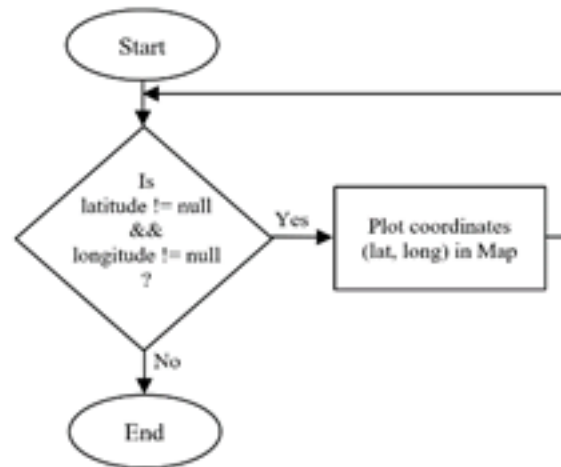 Start
Is
latitude != null
&&
longitude != null
?
Yes
Plot coordinates
(lat, long) in Map
No
End